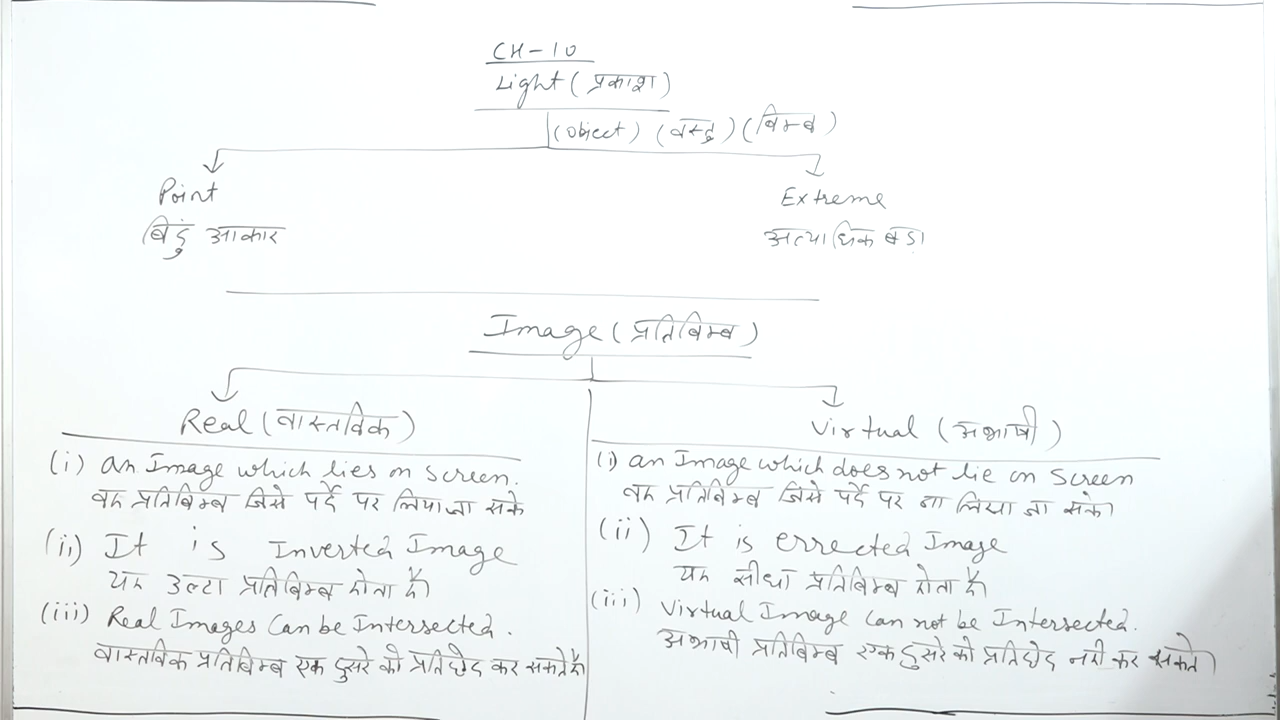 CH-10
Light (प्रकाश)
(object) (वस्तु) (बिम्ब)
Point
बिंदु आकार
Extreme
अत्याधिक बडा
Image (प्रतिबिम्ब)
Real (वास्तविक)
(i) an Image which lies on screen.
वह प्रतिबिम्ब जिसे पर्दे पर लिया जा सके
(ii) It is Inverted Image
यह उल्टा प्रतिबिम्ब होता है
(iii) Real Images Can be Intersected.
वास्तविक प्रतिबिम्ब एक दुसरे को प्रतिछेद कर सकते है
Virtual (अभाषी)
(i) an Image which does not lie on Screen
वह प्रतिबिम्ब जिसे पर्दे पर ना लिया जा सके।
(ii) It is errected Image
यह सीधा प्रतिबिम्ब होता है
(iii) Virtual Image Can not be Intersected.
अभाषी प्रतिबिम्ब एक दुसरे को प्रतिछेद नही कर सकते